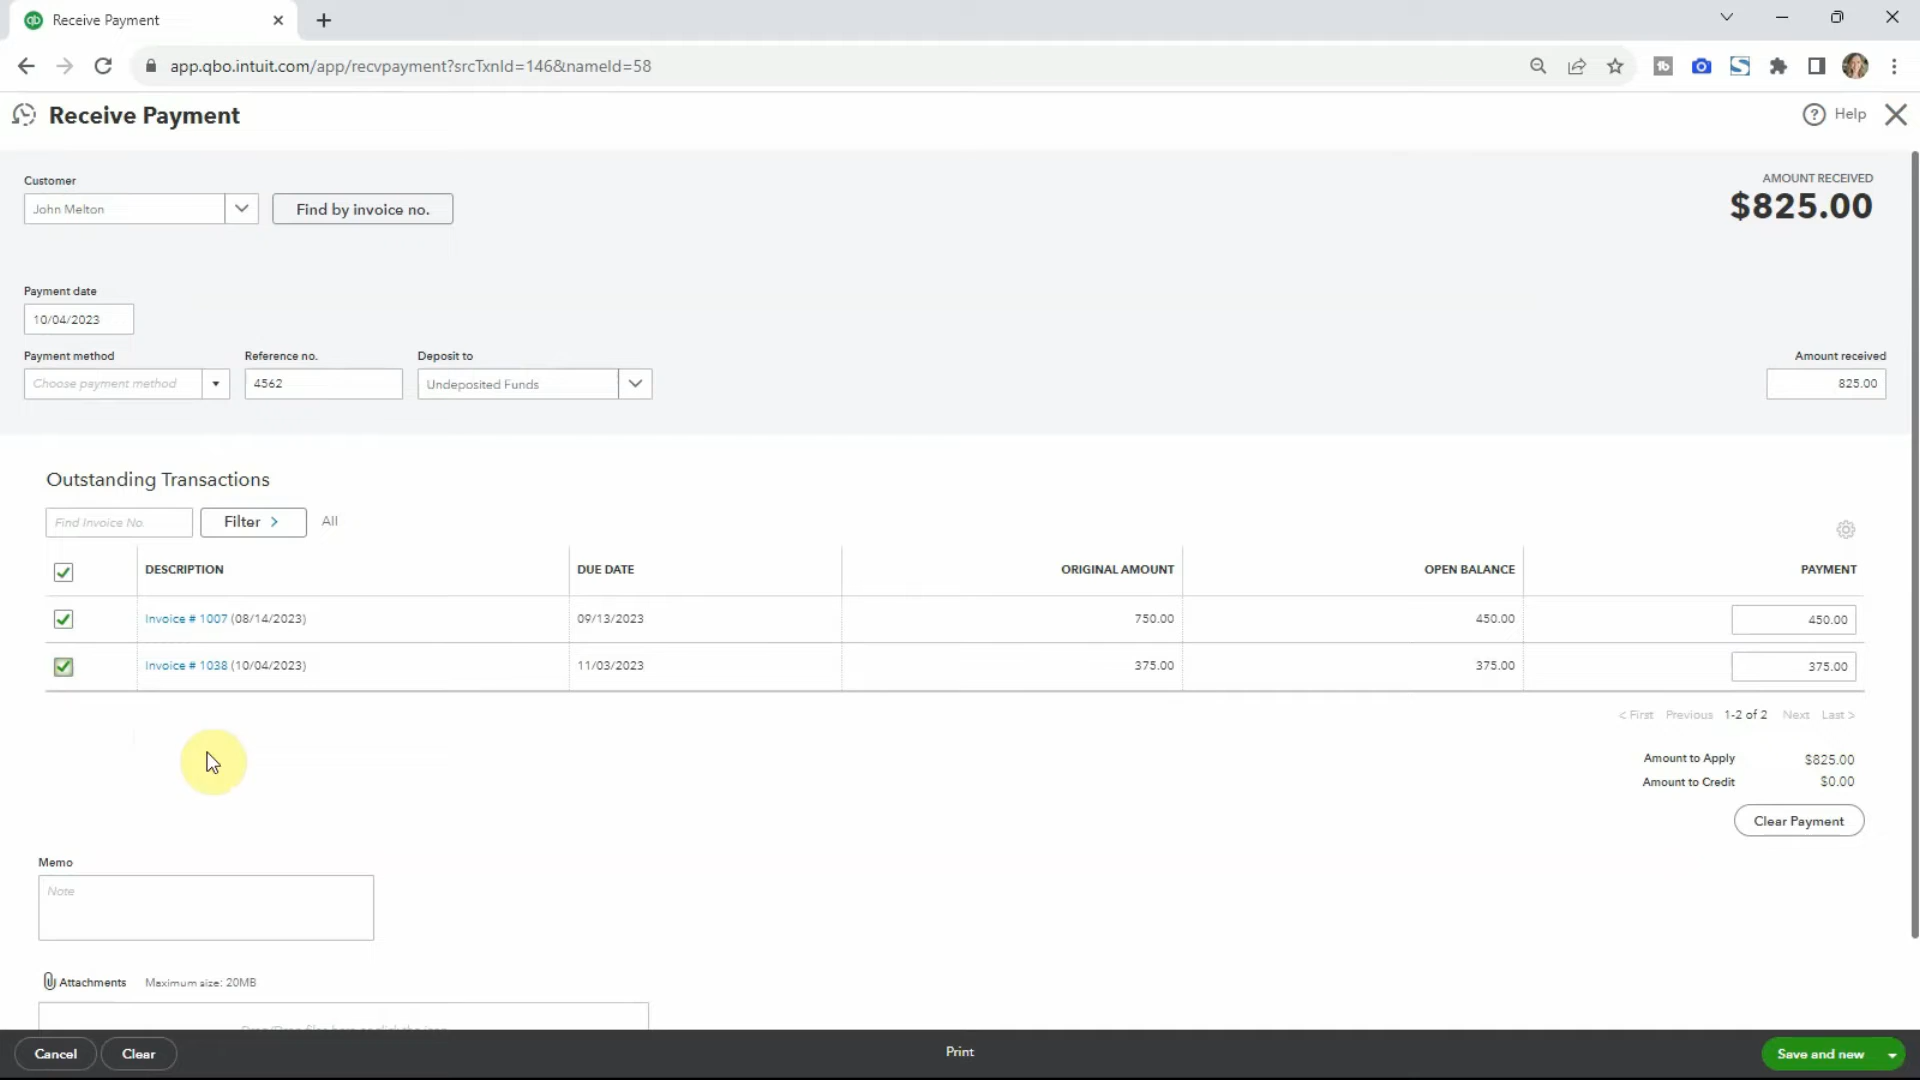 Receive Payment
app.qbo.intuit.com/app/recvpayment?srcTxnId=146&nameId=58
Receive Payment
Help
Customer
AMOUNT RECEIVED
John Melton
Find by invoice no.
$825.00
Payment date
10/04/2023
Payment method
Reference no.
Deposit to
Amount received
Choose payment method
4562
Undeposited Funds
825.00
Outstanding Transactions
Find Invoice No.
Filter >
All
DESCRIPTION
DUE DATE
ORIGINAL AMOUNT
OPEN BALANCE
PAYMENT
Invoice # 1007 (08/14/2023)
09/13/2023
750.00
450.00
450.00
Invoice # 1038 (10/04/2023)
11/03/2023
375.00
375.00
375.00
< First Previous 1-2 of 2 Next Last >
Amount to Apply
$825.00
Amount to Credit
$0.00
Clear Payment
Memo
Note
Attachments
Maximum size: 20MB
Cancel
Clear
Print
Save and new